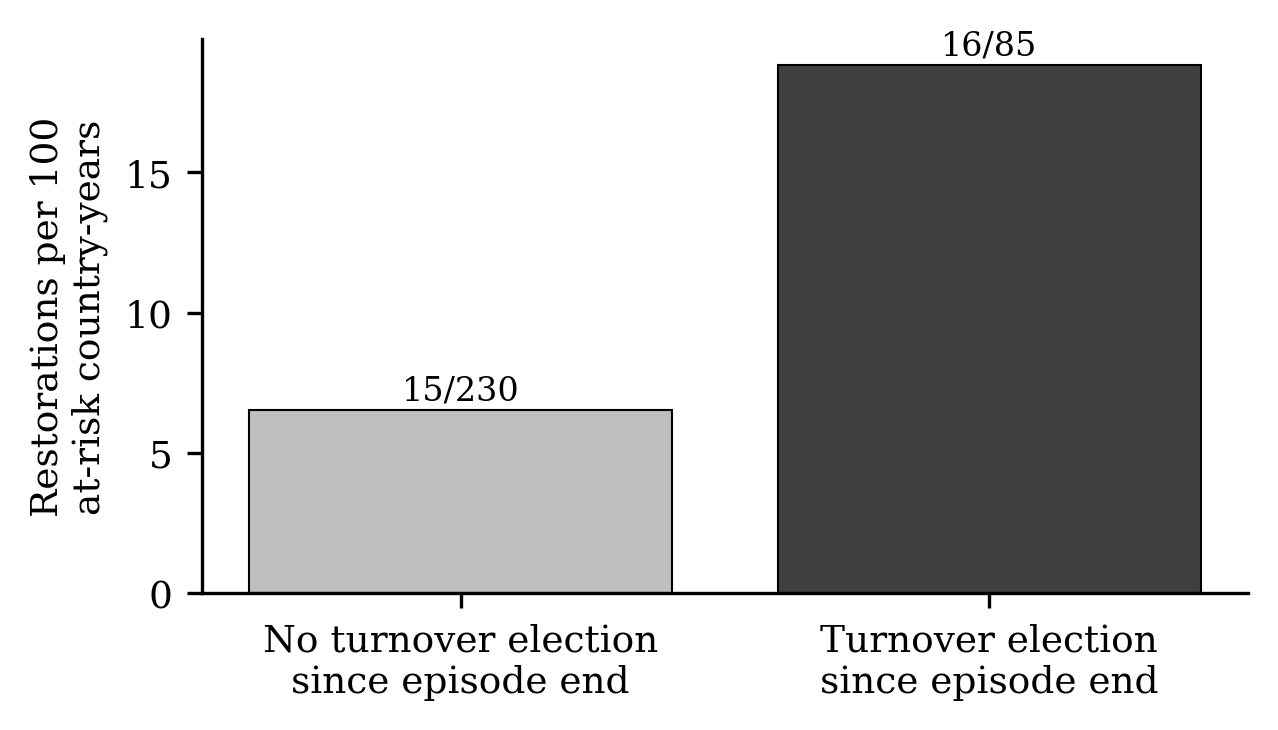 Restorations per 100
at-risk country-years
15
10
5
0
15/230
16/85
No turnover election
since episode end
Turnover election
since episode end